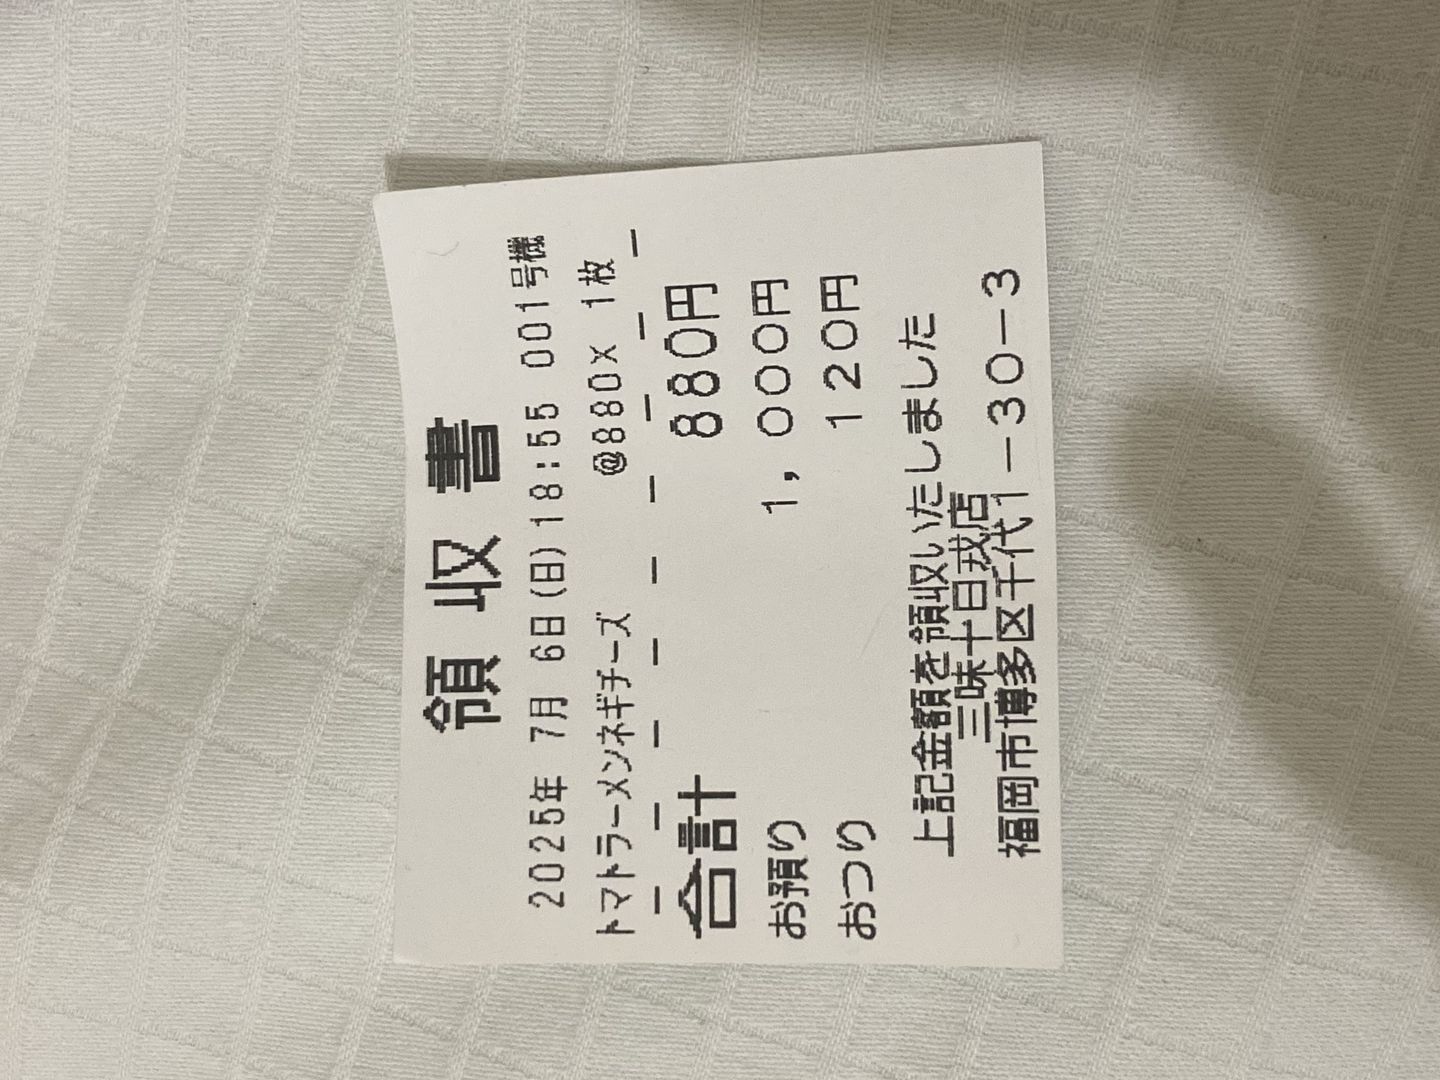 領収書
2025年 7月 6日(日)18:55 001号機
トマトラーメンネギチーズ @880x 1枚
合計 880円
お預り 1,000円
おつり 120円
上記金額を領収いたしました
三味十日戎店
福岡市博多区千代1-30-3